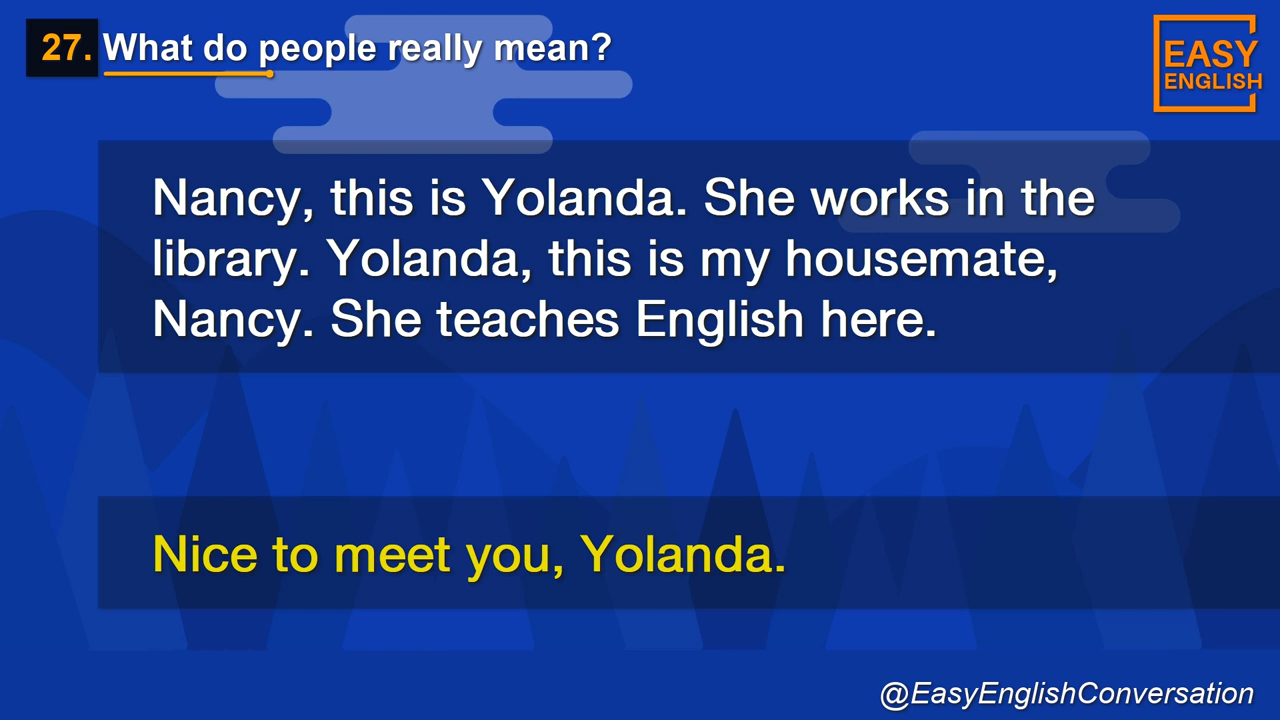 27. What do people really mean?
EASY
ENGLISH
Nancy, this is Yolanda. She works in the
library. Yolanda, this is my housemate,
Nancy. She teaches English here.
Nice to meet you, Yolanda.
@EasyEnglishConversation